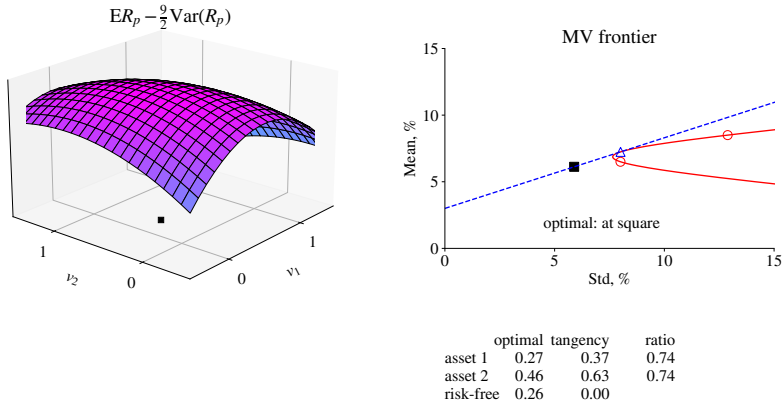 ER_p − 9/2 Var(R_p)
1
0
v_2
0
1
v_1
MV frontier
15
10
5
0
Mean, %
0 5 10 15
Std, %
optimal: at square
optimal tangency ratio
asset 1 0.27 0.37 0.74
asset 2 0.46 0.63 0.74
risk-free 0.26 0.00